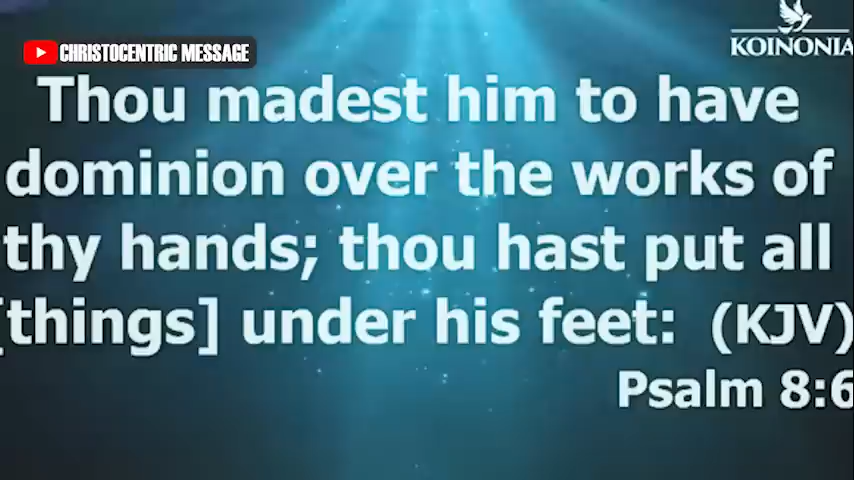 CHRISTOCENTRIC MESSAGE
KOINONIA
Thou madest him to have
dominion over the works of
thy hands; thou hast put all
[things] under his feet: (KJV)
Psalm 8:6